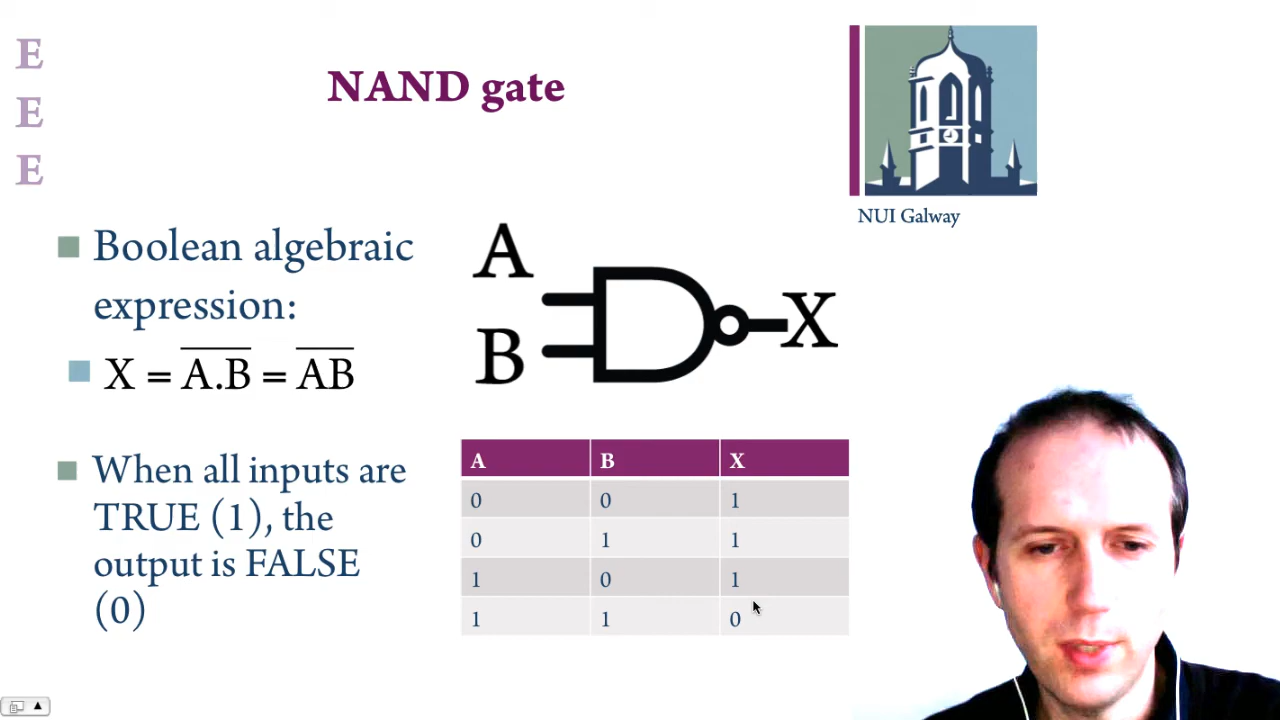 E
E
E
NAND gate
NUI Galway
Boolean algebraic
expression:
X = A̅.̅B̅ = A̅B̅
When all inputs are
TRUE (1), the
output is FALSE
(0)
A
B
X
A B X
0 0 1
0 1 1
1 0 1
1 1 0